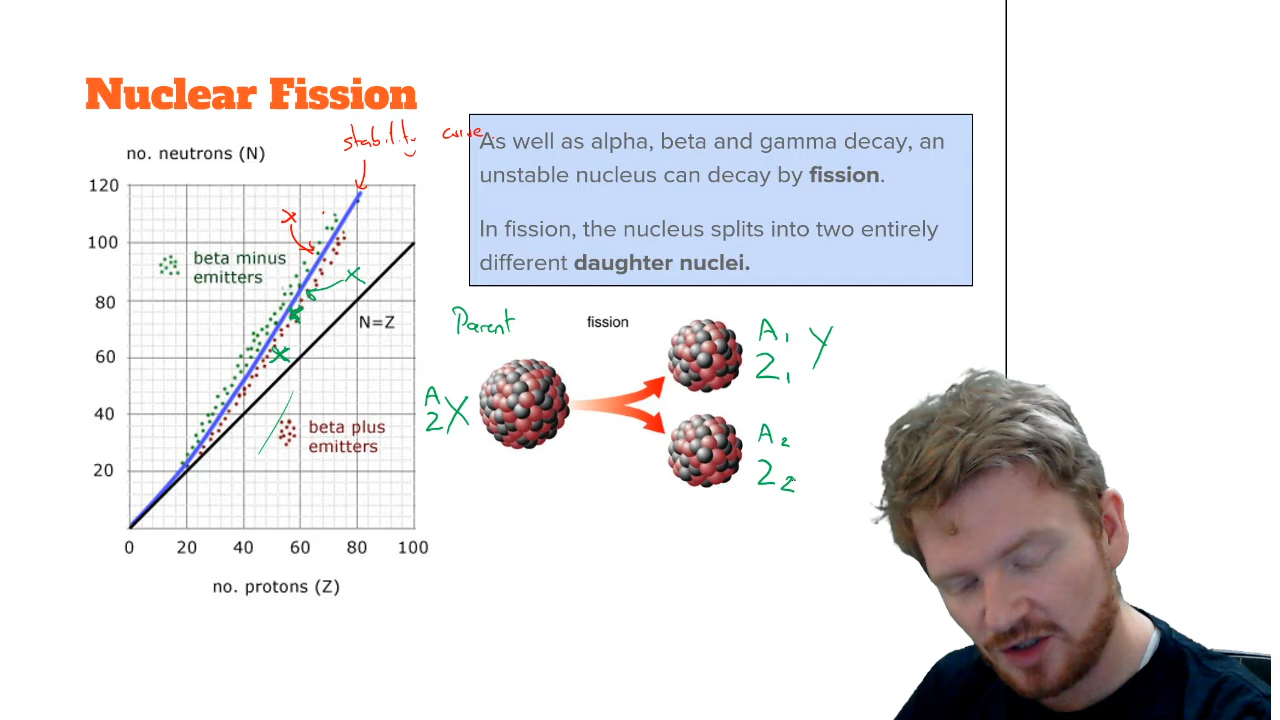 Nuclear Fission
stability curve
no. neutrons (N)
120
100
80
60
40
20
0 20 40 60 80 100
no. protons (Z)
beta minus
emitters
N=Z
beta plus
emitters
x
x
x
x
As well as alpha, beta and gamma decay, an
unstable nucleus can decay by fission.
In fission, the nucleus splits into two entirely
different daughter nuclei.
Parent
fission
A
Z X
A1
Z1 Y
A2
Z2